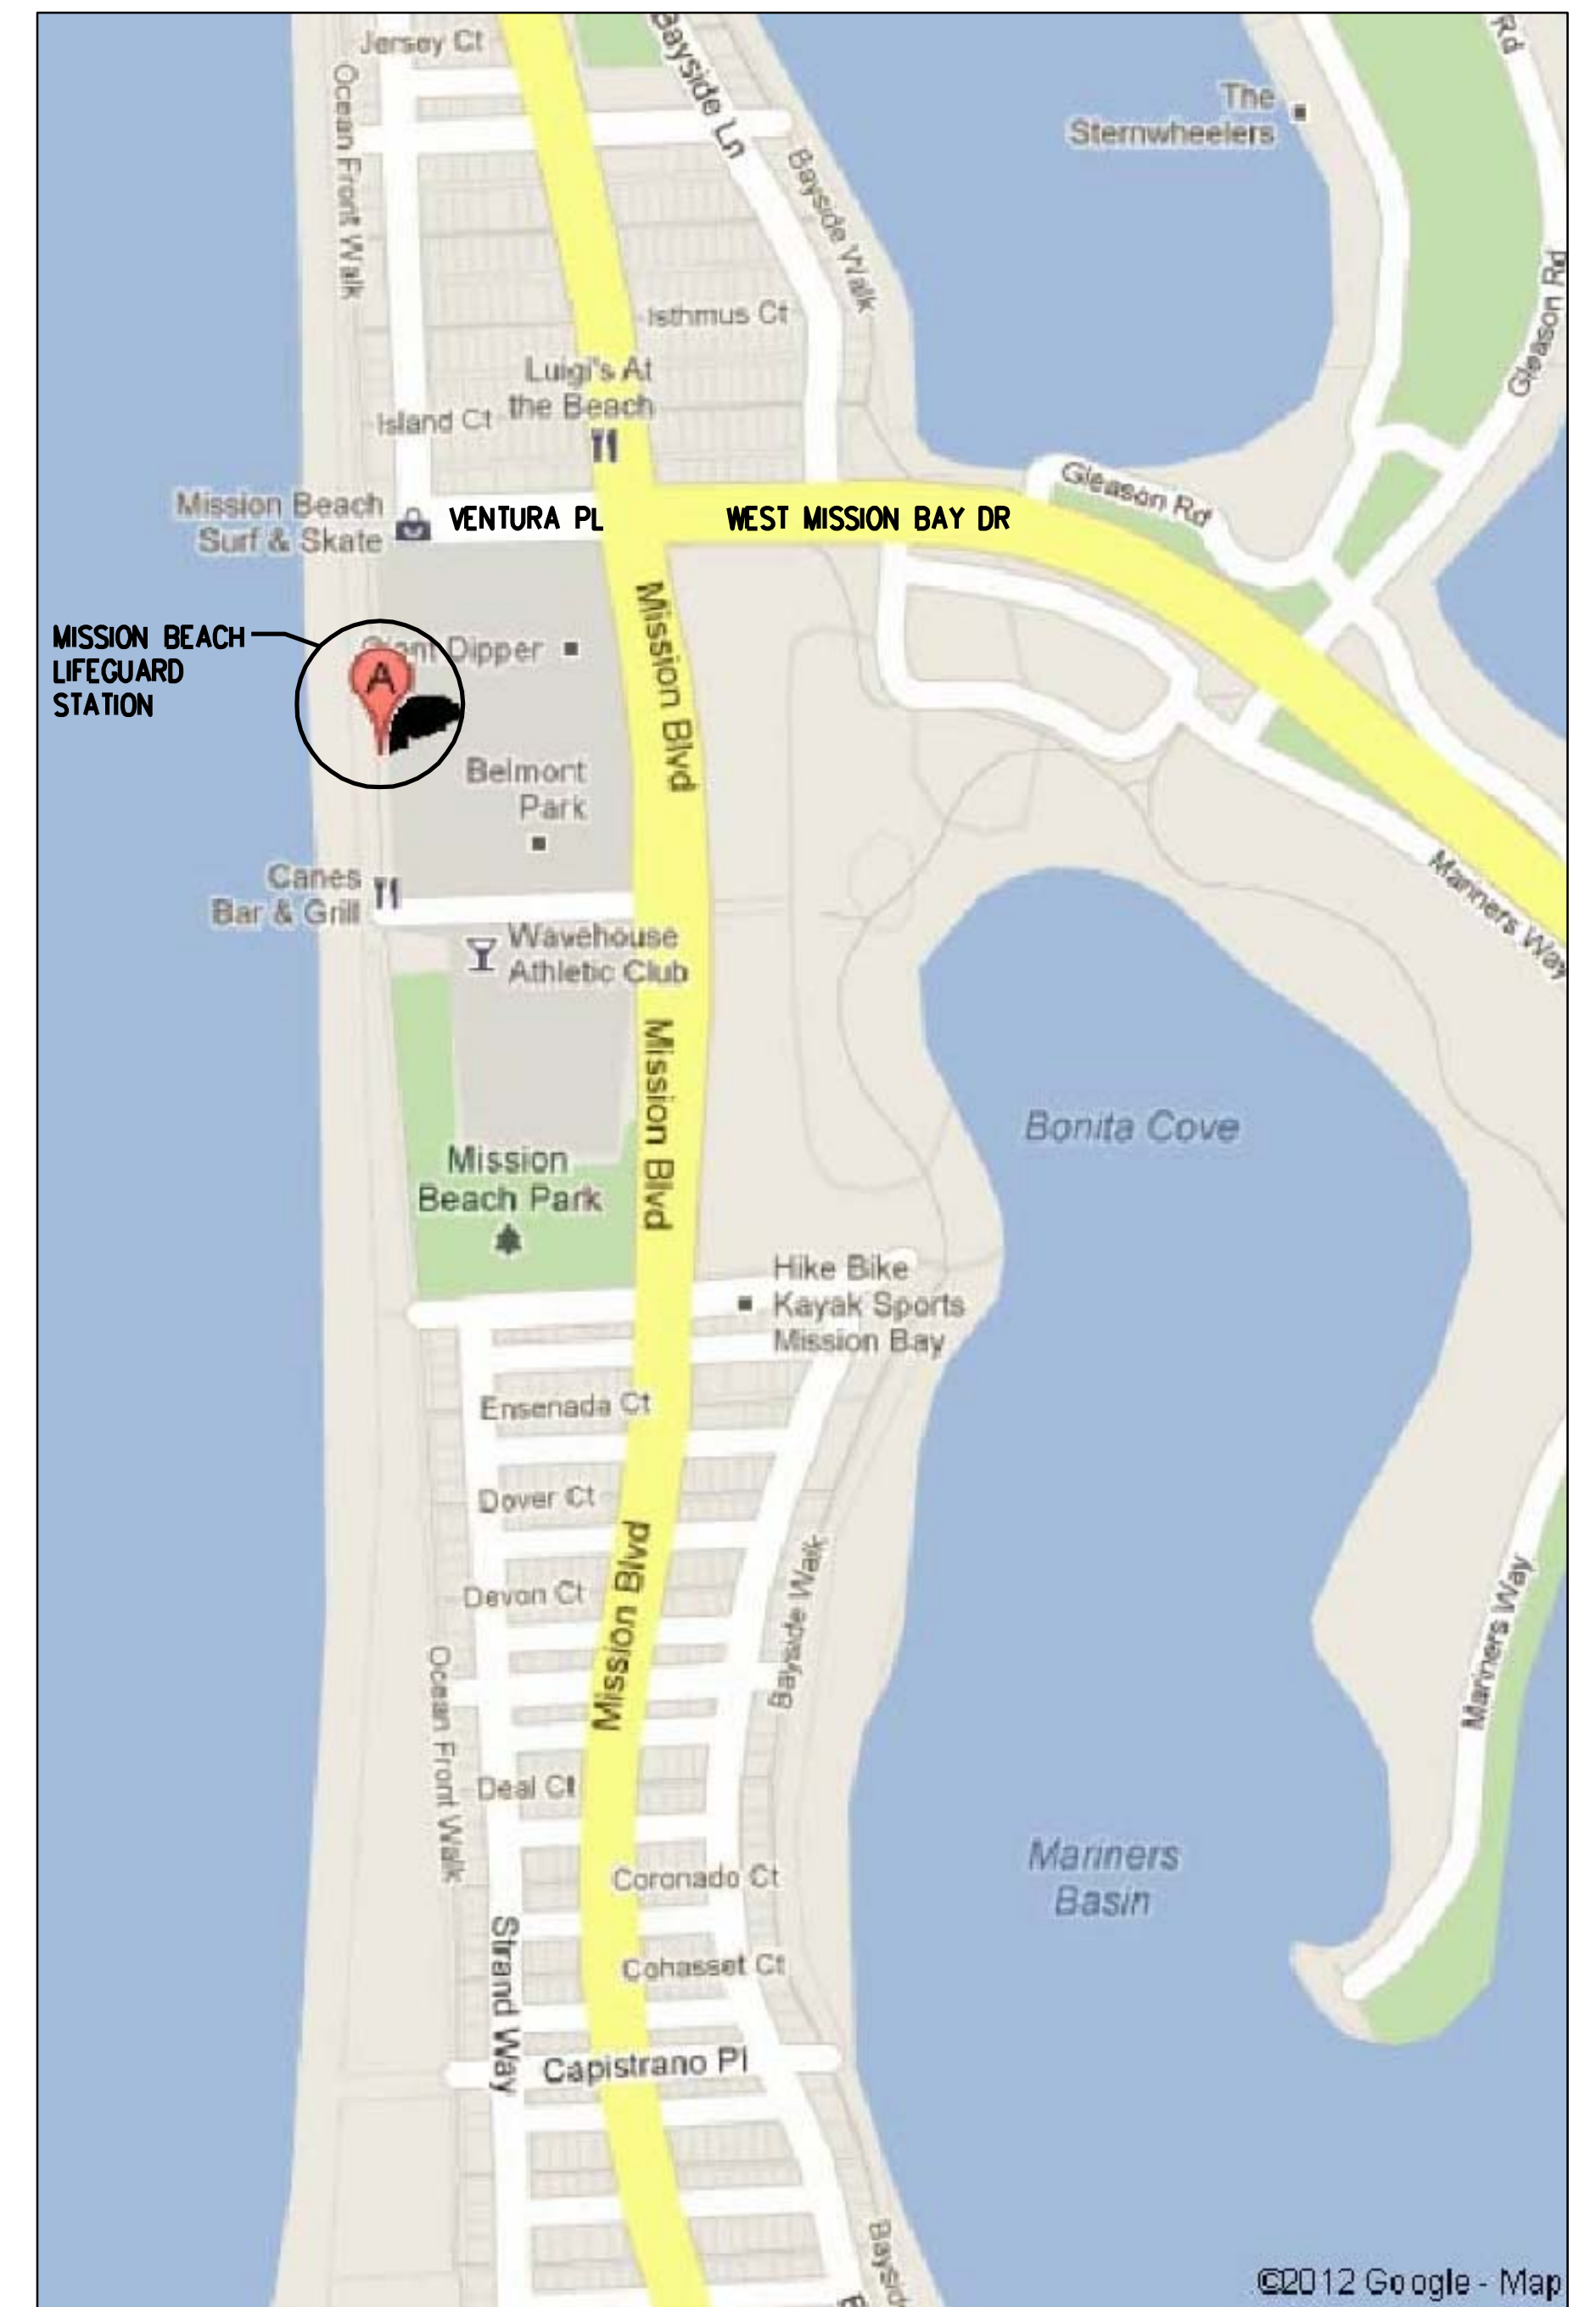 Jersey Ct
Bayside Ln
Rd
The
Sternwheelers
Ocean Front Walk
Bayside Walk
Gleason Rd
Isthmus Ct
Luigi's At
the Beach
Island Ct
Gleason Rd
Mission Beach
Surf & Skate
VENTURA PL
WEST MISSION BAY DR
MISSION BEACH
LIFEGUARD
STATION
Dipper
A
Mission Blvd
Belmont
Park
Canes
Bar & Grill
Mariners Way
Wavehouse
Athletic Club
Mission Blvd
Bonita Cove
Mission
Beach Park
Hike Bike
Kayak Sports
Mission Bay
Ensenada Ct
Dover Ct
Mission Blvd
Bayside Walk
Devon Ct
Mariners Way
Ocean Front Walk
Deal Ct
Mariners
Basin
Coronado Ct
Cohasset Ct
Strand Way
Capistrano Pl
©2012 Google - Map